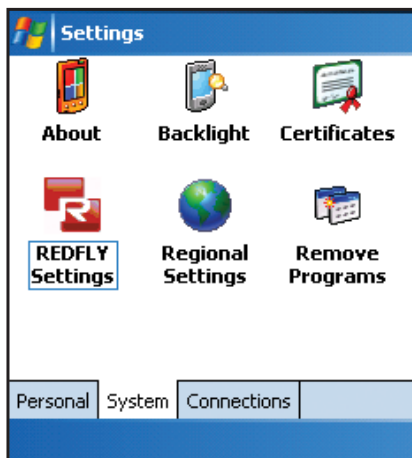 Settings
About Backlight Certificates
REDFLY Regional Remove
Settings Settings Programs
Personal System Connections